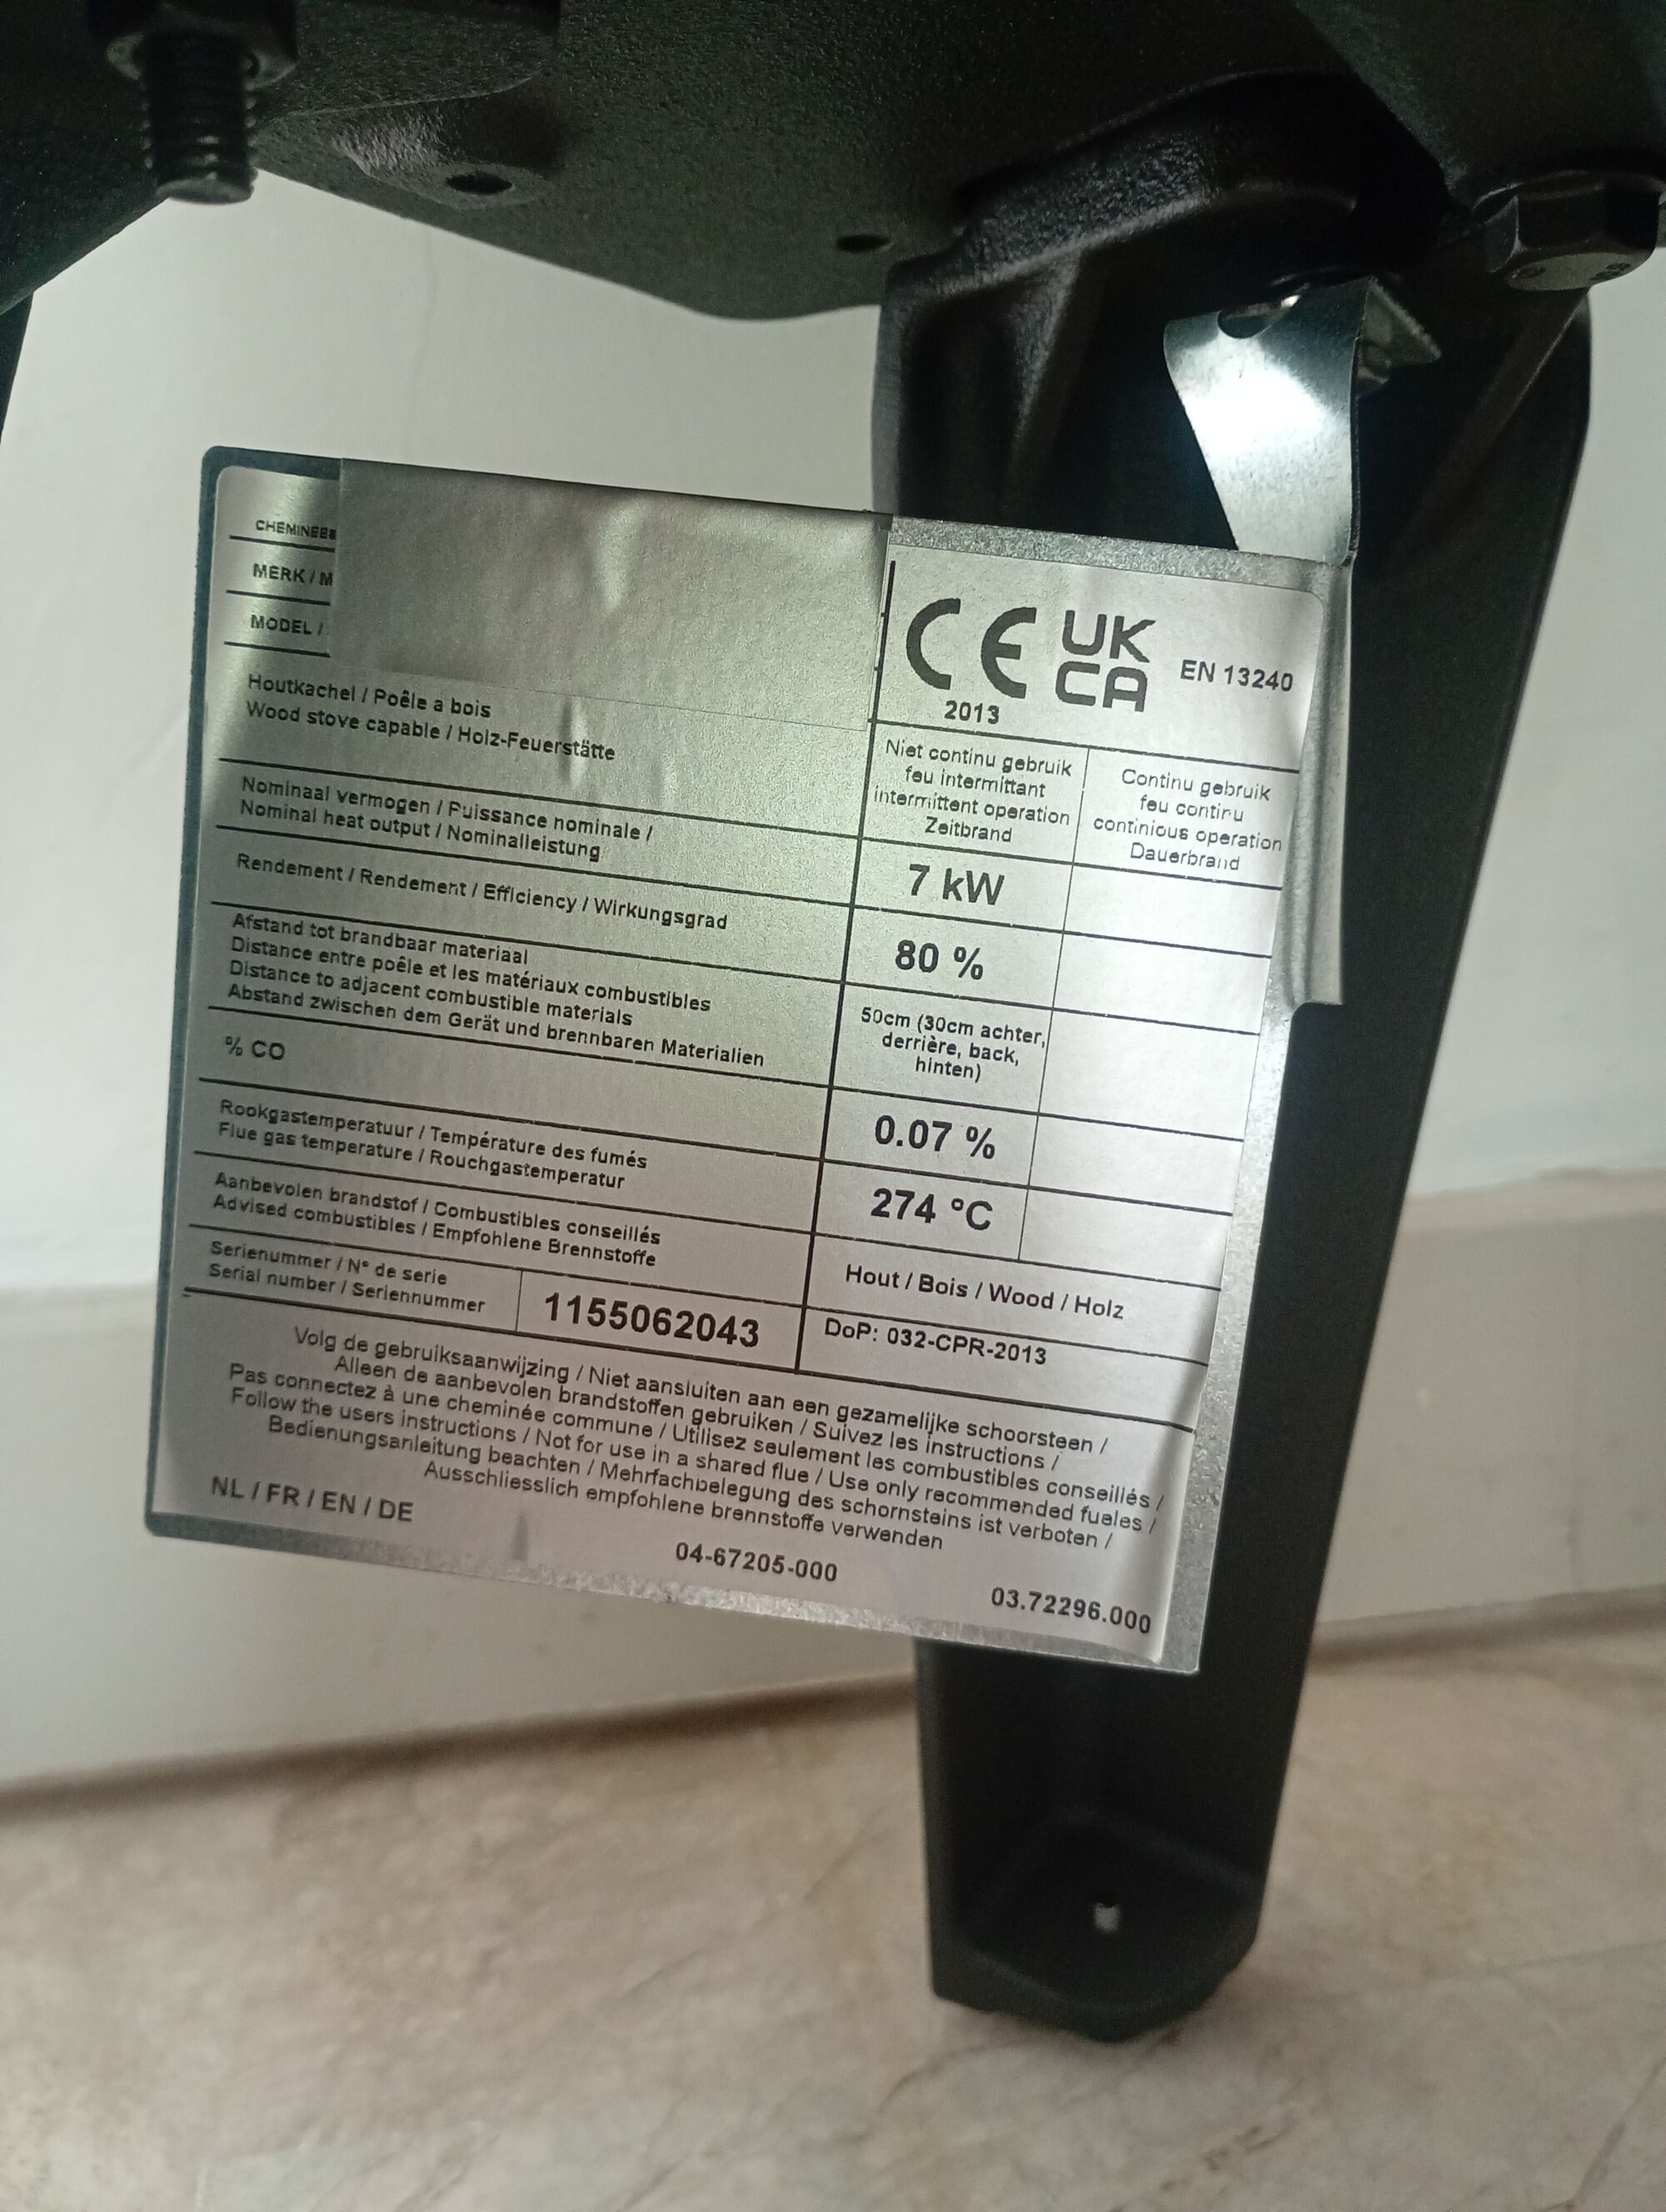 CHEMINEE
MERK / M
MODEL /
CE UK
CA EN 13240
2013
Houtkachel / Poêle a bois
Wood stove capable / Holz-Feuerstätte
Niet continu gebruik
feu intermittant
intermittent operation
Zeitbrand
Continu gebruik
feu continu
continious operation
Dauerbrand
Nominaal vermogen / Puissance nominale /
Nominal heat output / Nominalleistung
7 kW
Rendement / Rendement / Efficiency / Wirkungsgrad
80 %
Afstand tot brandbaar materiaal
Distance entre poêle et les matériaux combustibles
Distance to adjacent combustible materials
Abstand zwischen dem Gerät und brennbaren Materialien
50cm (30cm achter,
derrière, back,
hinten)
% CO
0.07 %
Rookgastemperatuur / Température des fumés
Flue gas temperature / Rouchgastemperatur
274 °C
Aanbevolen brandstof / Combustibles conseillés
Advised combustibles / Empfohlene Brennstoffe
Hout / Bois / Wood / Holz
Serienummer / N° de serie
Serial number / Seriennummer
1155062043
DoP: 032-CPR-2013
Volg de gebruiksaanwijzing / Niet aansluiten aan een gezamelijke schoorsteen /
Alleen de aanbevolen brandstoffen gebruiken / Suivez les instructions /
Pas connectez à une cheminée commune / Utilisez seulement les combustibles conseillés /
Follow the users instructions / Not for use in a shared flue / Use only recommended fueles /
Bedienungsanleitung beachten / Mehrfachbelegung des schornsteins ist verboten /
Ausschliesslich empfohlene brennstoffe verwenden
NL / FR / EN / DE
04-67205-000
03.72296.000